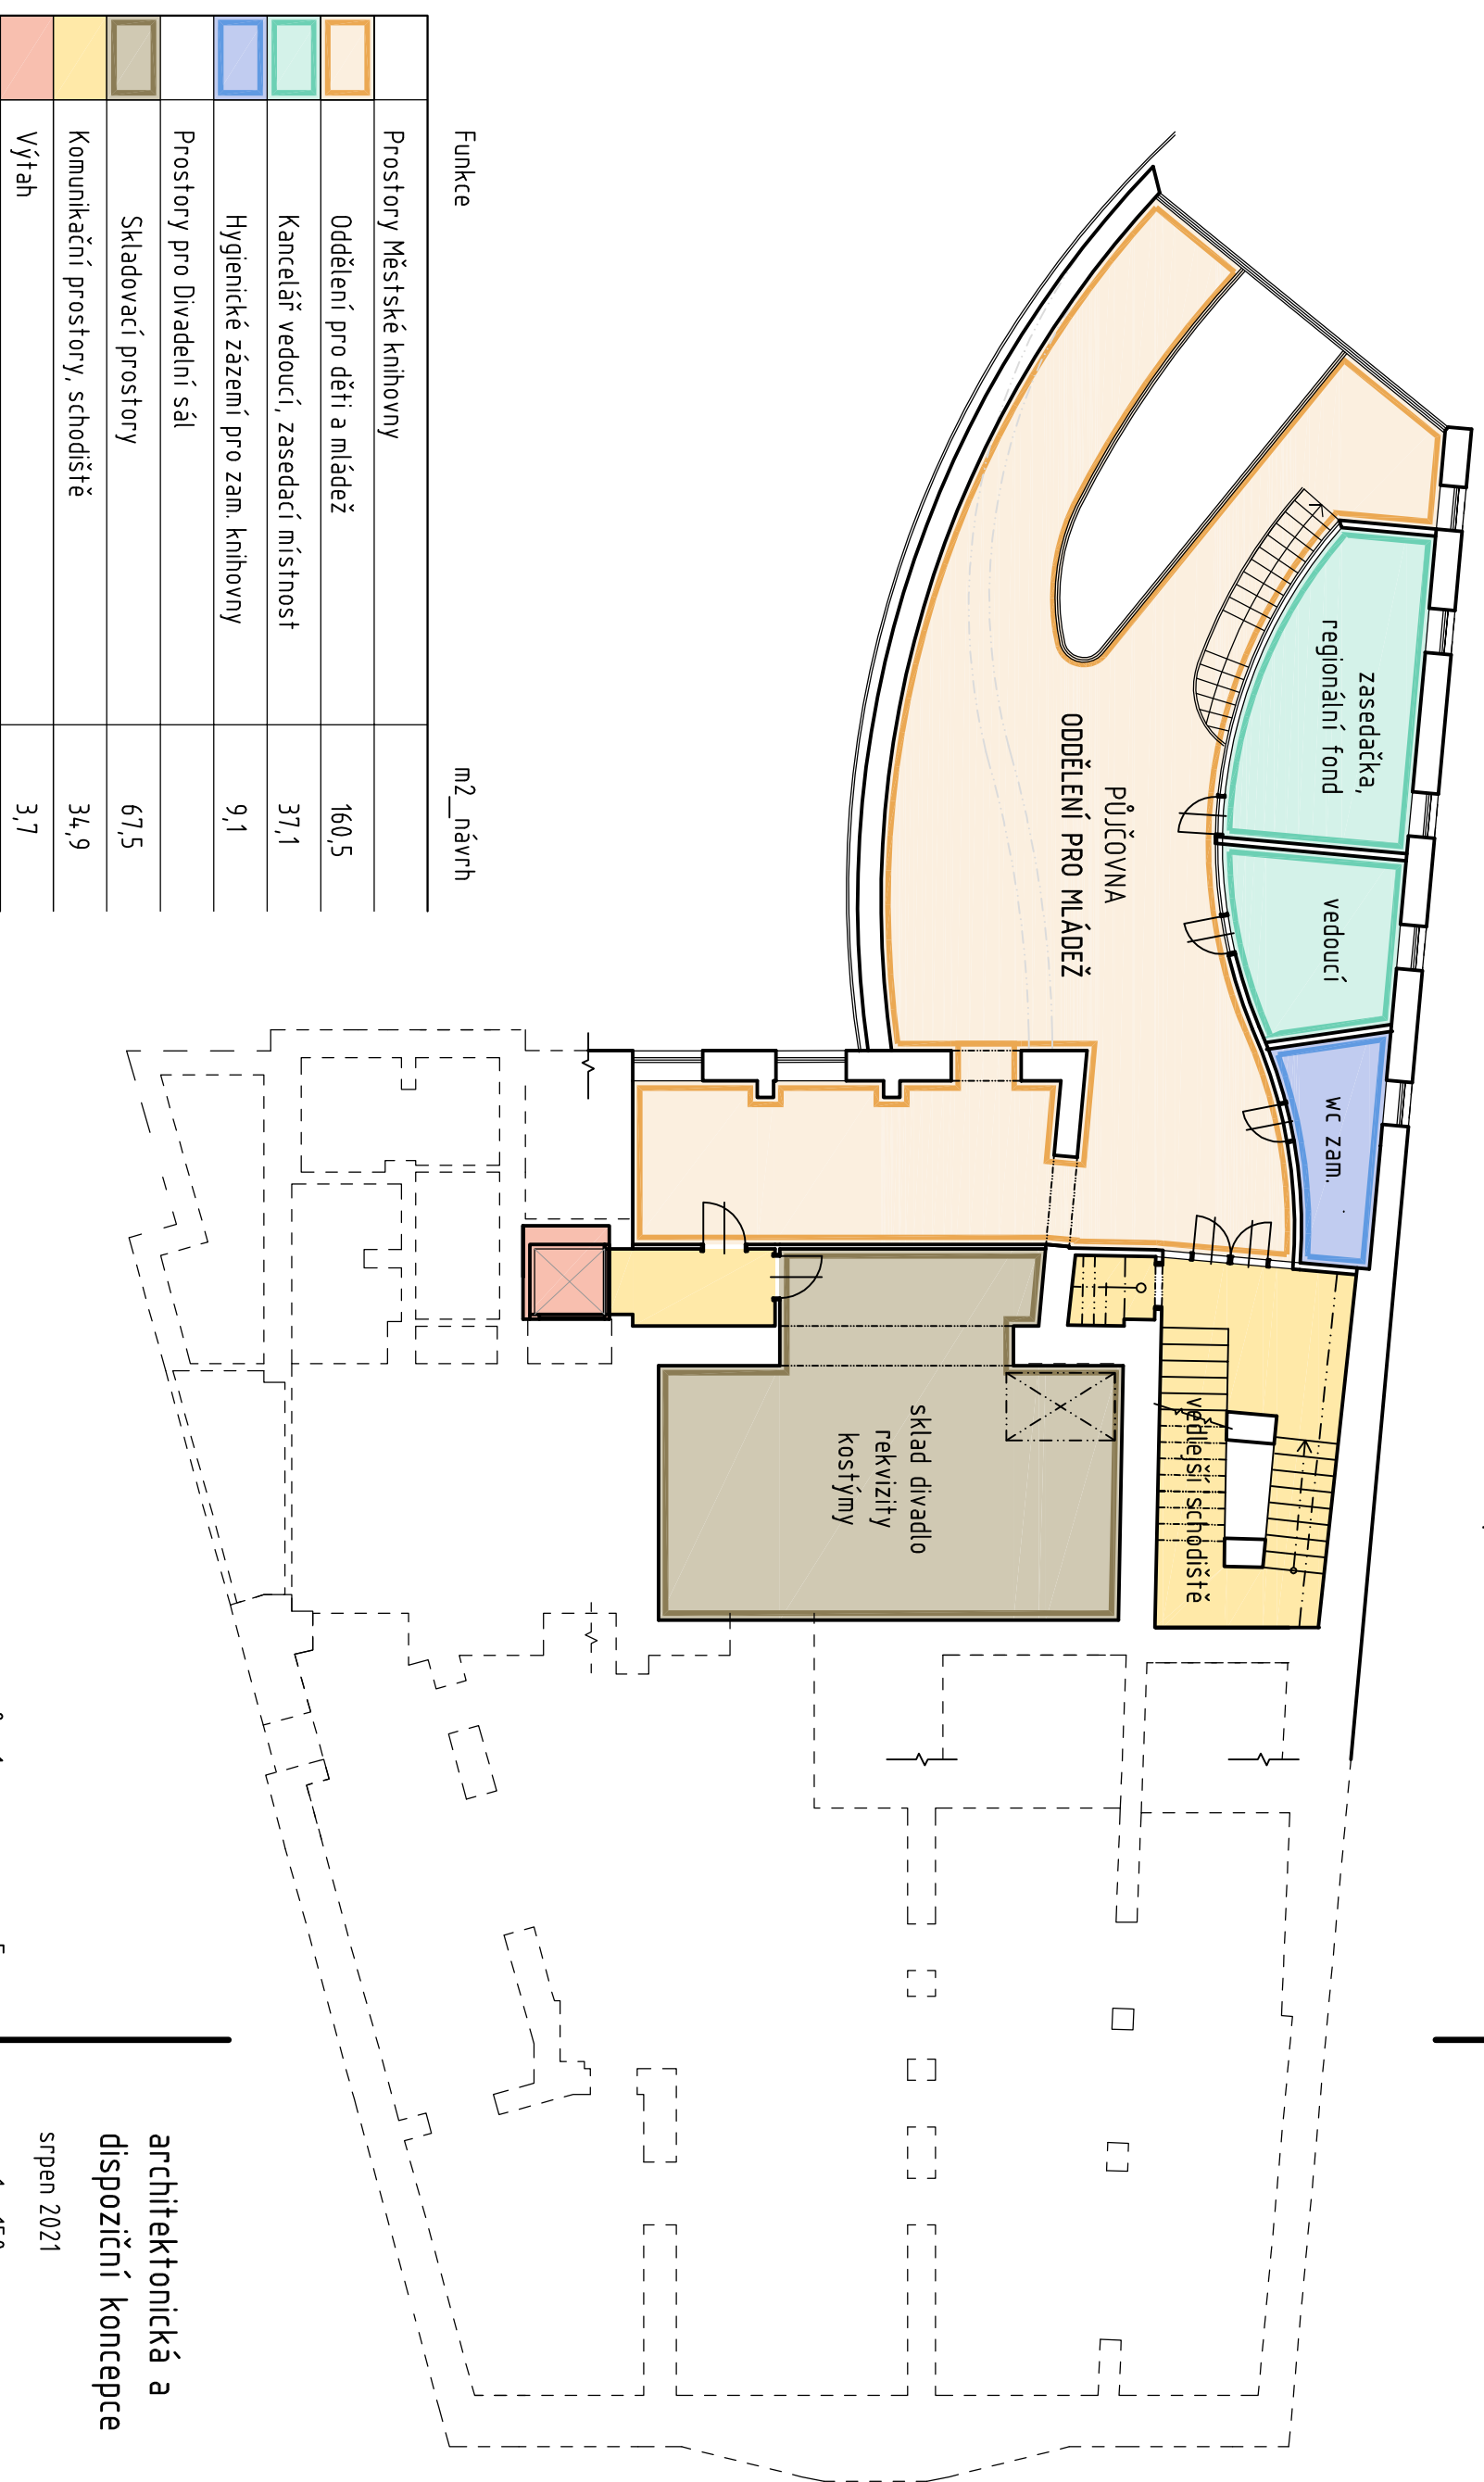 Funkce m2_návrh
Prostory Městské knihovny
Oddělení pro děti a mládež 160,5
Kancelář vedoucí, zasedací místnost 37,1
Hygienické zázemí pro zam. knihovny 9,1
Prostory pro Divadelní sál
Skladovací prostory 67,5
Komunikační prostory, schodiště 34,9
Výtah 3,7
zasedačka,
regionální fond
vedoucí
wc zam.
PŮJČOVNA
ODDĚLENÍ PRO MLÁDEŽ
vedlejší schodiště
sklad divadlo
rekvizity
kostýmy
architektonická a
dispoziční koncepce
srpen 2021